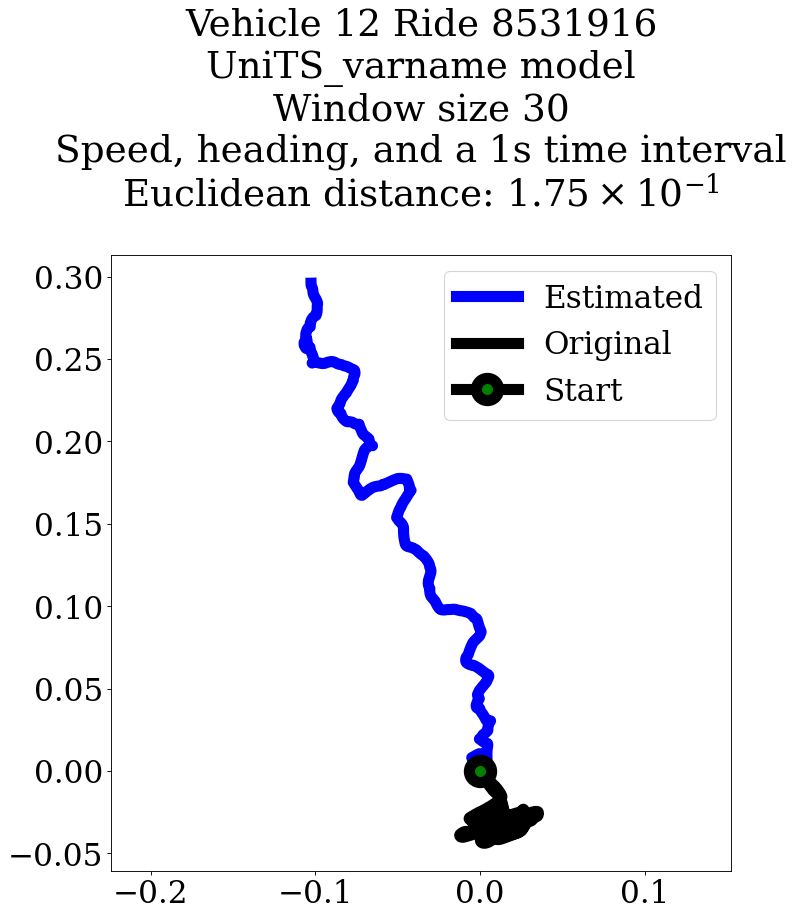 Vehicle 12 Ride 8531916
UniTS_varname model
Window size 30
Speed, heading, and a 1s time interval
Euclidean distance: 1.75 × 10⁻¹
Estimated
Original
Start
0.30
0.25
0.20
0.15
0.10
0.05
0.00
−0.05
−0.2
−0.1
0.0
0.1